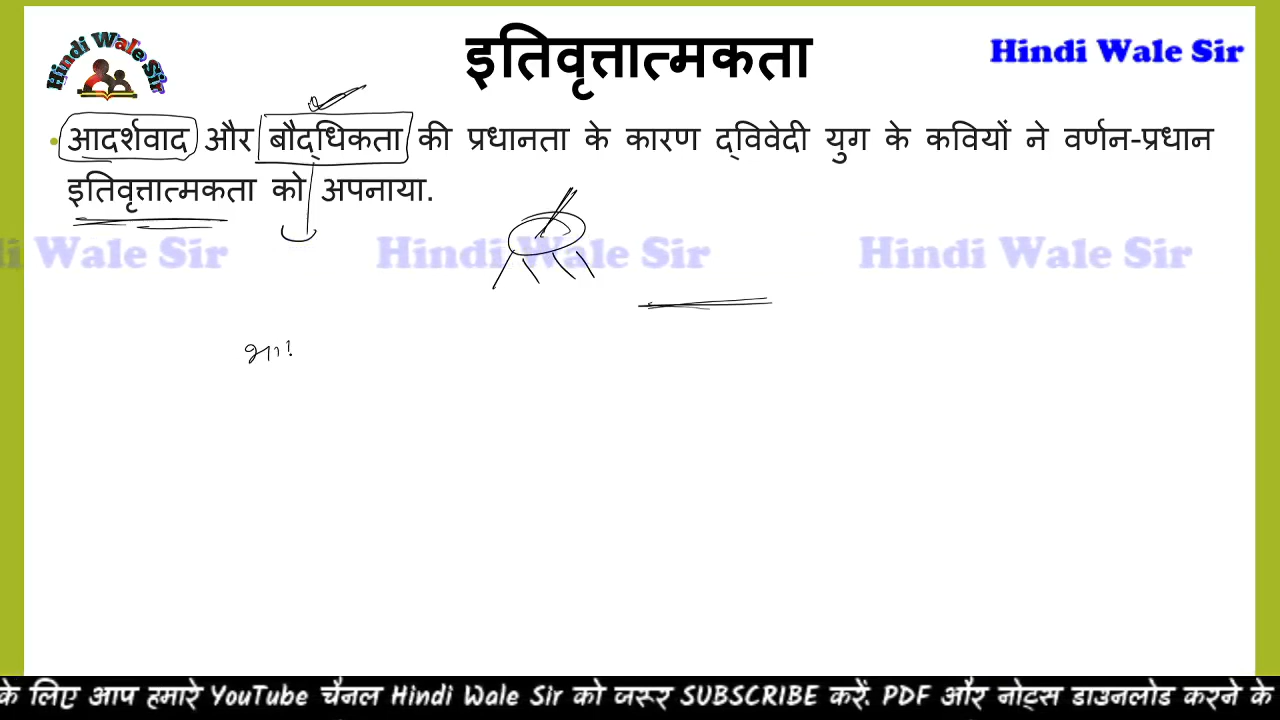 Hindi Wale Sir
इतिवृत्तात्मकता
Hindi Wale Sir
आदर्शवाद और बौद्धिकता की प्रधानता के कारण द्विवेदी युग के कवियों ने वर्णन-प्रधान
इतिवृत्तात्मकता को अपनाया.
di Wale Sir Hindi Wale Sir Hindi Wale Sir
के लिए आप हमारे YouTube चैनल Hindi Wale Sir को जरूर SUBSCRIBE करें. PDF और नोट्स डाउनलोड करने के